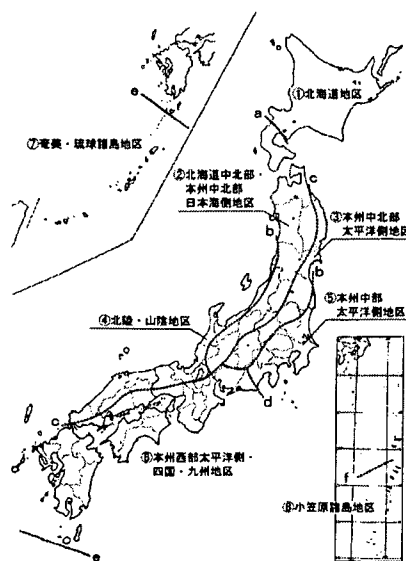 ①北海道地区
a
e
f
⑦奄美・琉球諸島地区
②北海道中北部・
本州中北部
日本海側地区
c
③本州中北部
太平洋側地区
b
b
⑤本州中部
太平洋側地区
④北陸・山陰地区
d
c
⑥本州西部太平洋側・
四国・九州地区
f
⑧小笠原諸島地区
e